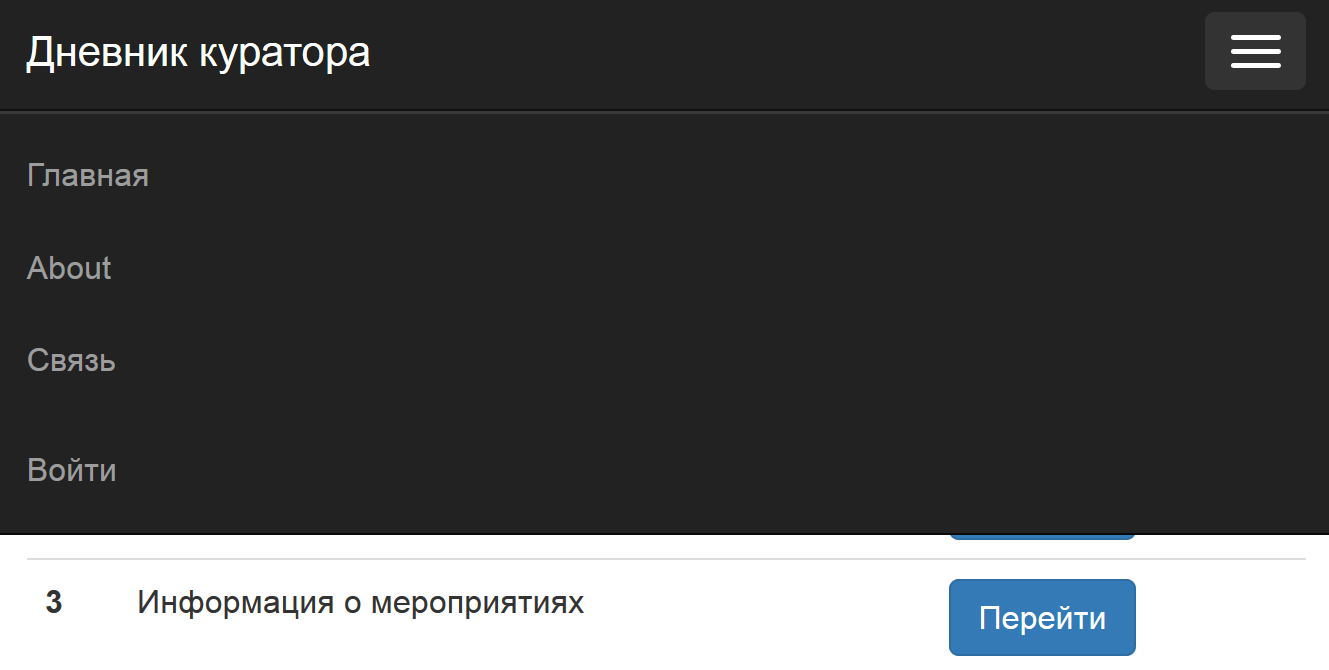 Дневник куратора
Главная
About
Связь
Войти
3 Информация о мероприятиях Перейти